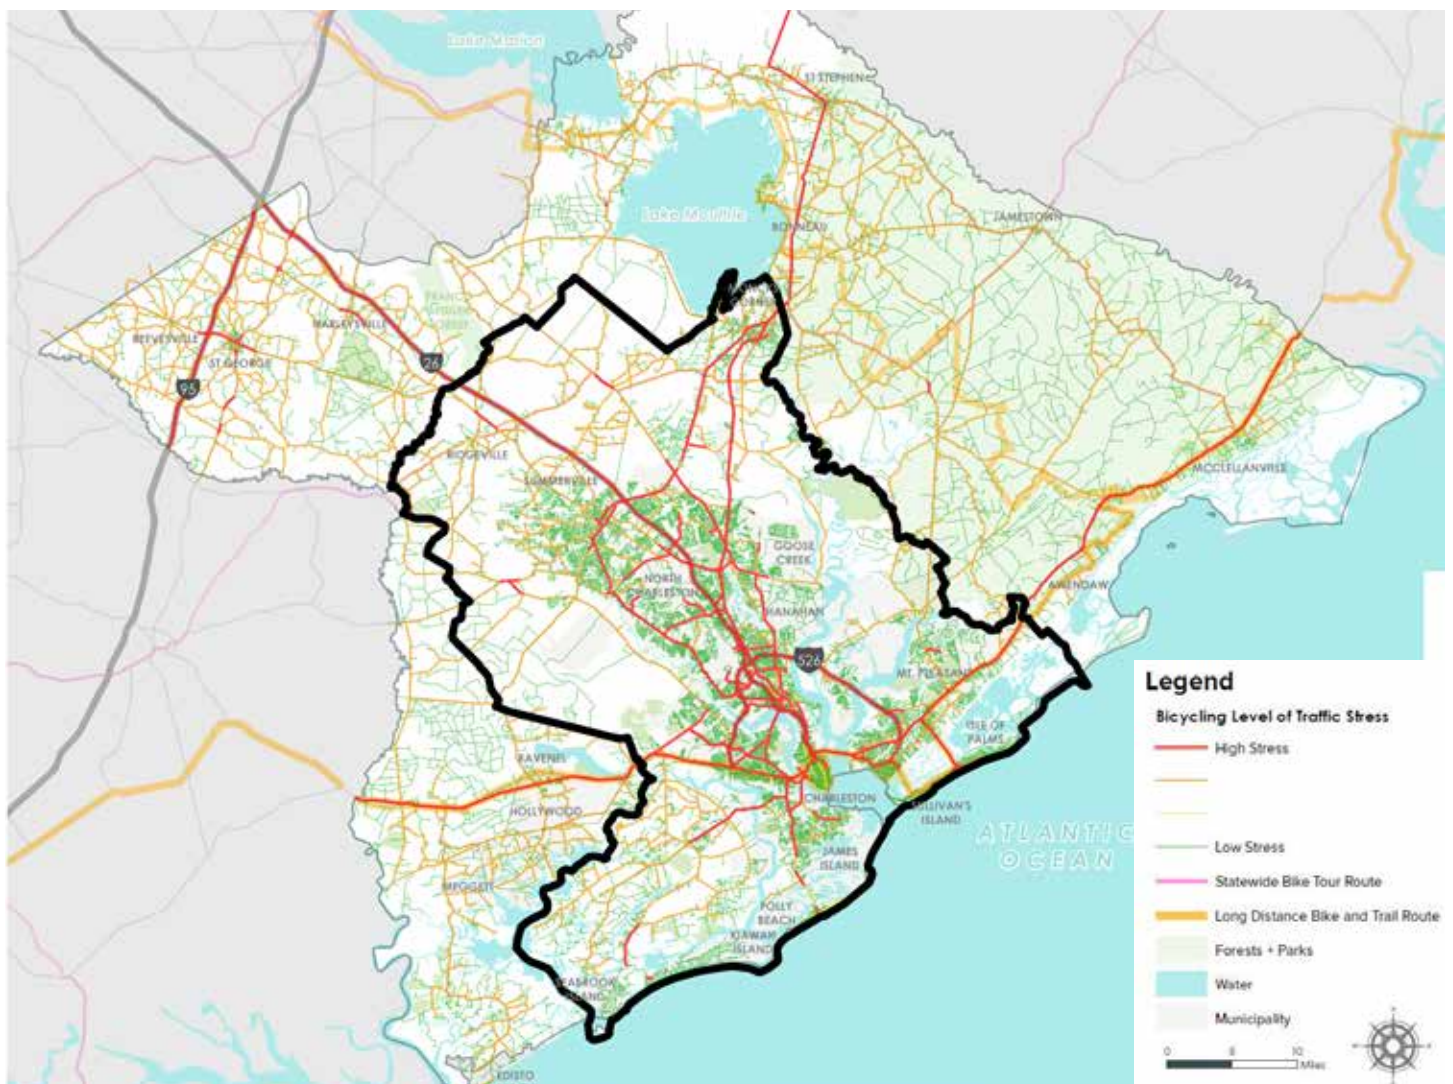 Lake Marion
ST STEPHEN
Lake Moultrie
JAMESTOWN
BONNEAU
HARLEYVILLE
REEVESVILLE
ST GEORGE
26
95
MCCLELLANVILLE
RIDGEVILLE
SUMMERVILLE
GOOSE
CREEK
NORTH
CHARLESTON
AWENDAW
HANAHAN
526
MT. PLEASANT
ISLE OF
PALMS
RAVENEL
HOLLYWOOD
CHARLESTON
SULLIVAN'S
ISLAND
ATLANTIC
OCEAN
JAMES
ISLAND
MEGGETT
FOLLY
BEACH
KIAWAH
ISLAND
SEABROOK
ISLAND
EDISTO
Legend
Bicycling Level of Traffic Stress
High Stress
Low Stress
Statewide Bike Tour Route
Long Distance Bike and Trail Route
Forests + Parks
Water
Municipality
0 5 10
Miles